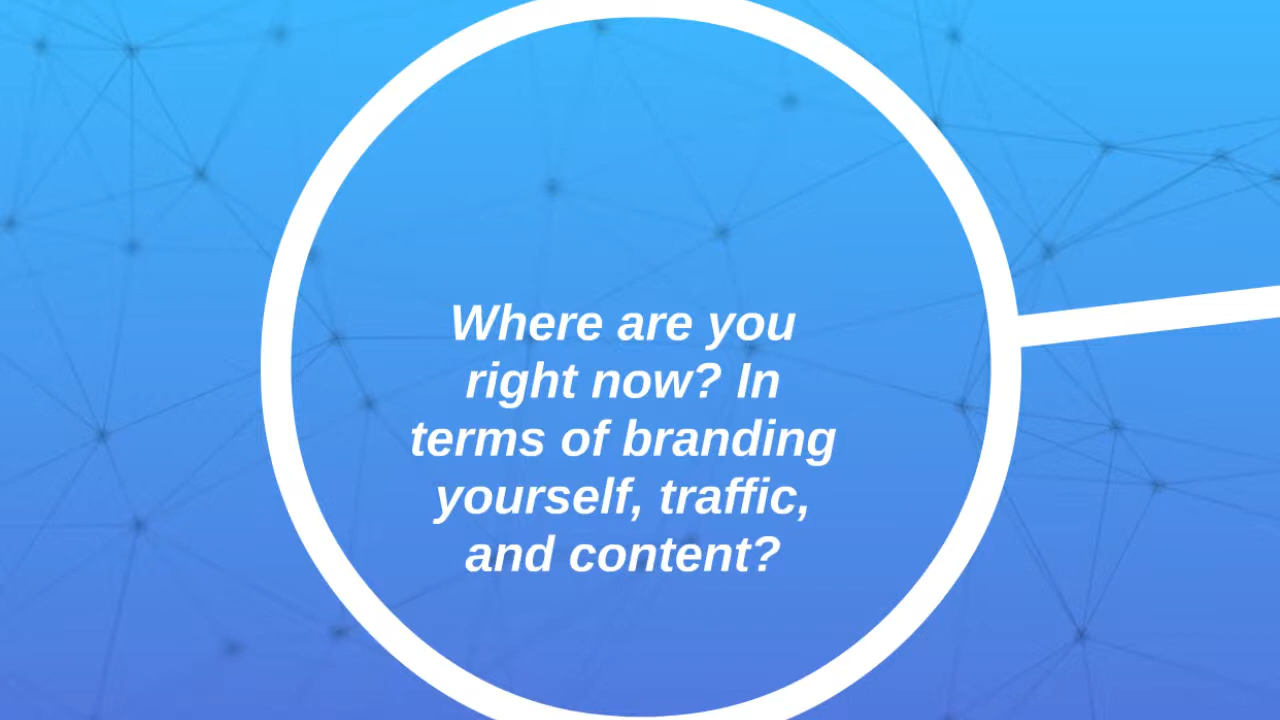 Where are you
right now? In
terms of branding
yourself, traffic,
and content?